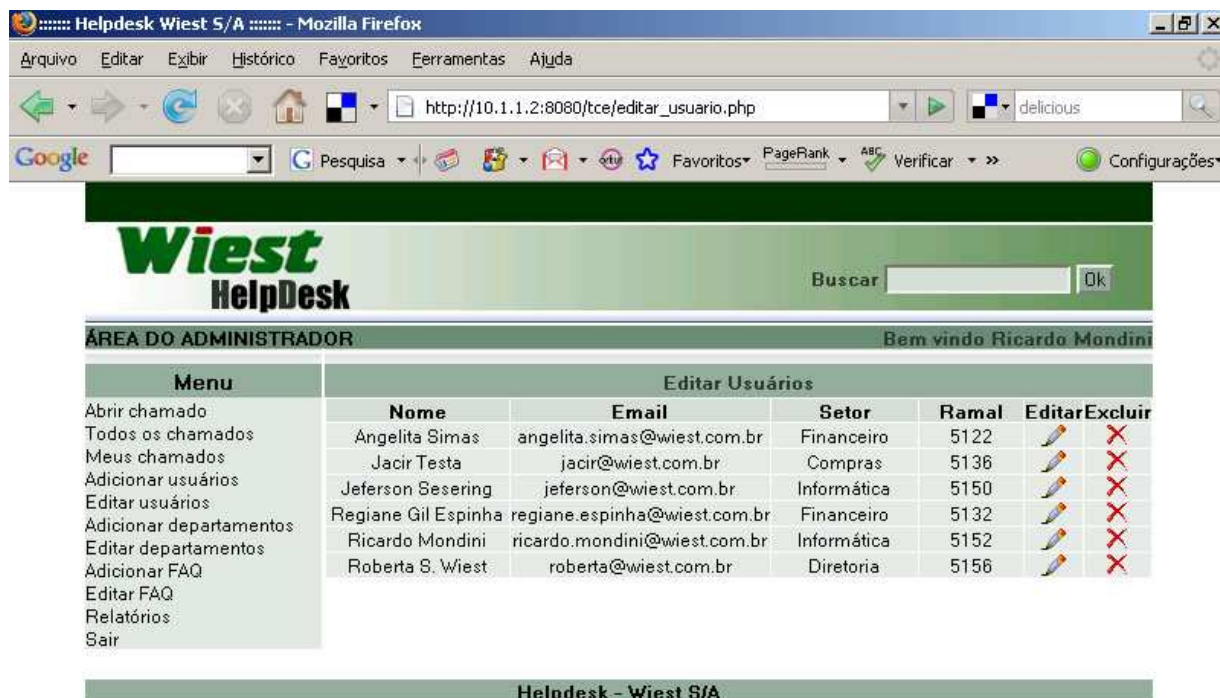 ::::::: Helpdesk Wiest S/A ::::::: - Mozilla Firefox
Arquivo Editar Exibir Histórico Favoritos Ferramentas Ajuda
http://10.1.1.2:8080/tce/editar_usuario.php delicious
Google Pesquisa Favoritos PageRank ABC Verificar » Configurações
Wiest
HelpDesk
Buscar Ok
ÁREA DO ADMINISTRADOR Bem vindo Ricardo Mondini
Menu
Abrir chamado
Todos os chamados
Meus chamados
Adicionar usuários
Editar usuários
Adicionar departamentos
Editar departamentos
Adicionar FAQ
Editar FAQ
Relatórios
Sair
Editar Usuários
Nome Email Setor Ramal Editar Excluir
Angelita Simas angelita.simas@wiest.com.br Financeiro 5122
Jacir Testa jacir@wiest.com.br Compras 5136
Jeferson Sesering jeferson@wiest.com.br Informática 5150
Regiane Gil Espinha regiane.espinha@wiest.com.br Financeiro 5132
Ricardo Mondini ricardo.mondini@wiest.com.br Informática 5152
Roberta S. Wiest roberta@wiest.com.br Diretoria 5156
Helpdesk - Wiest S/A